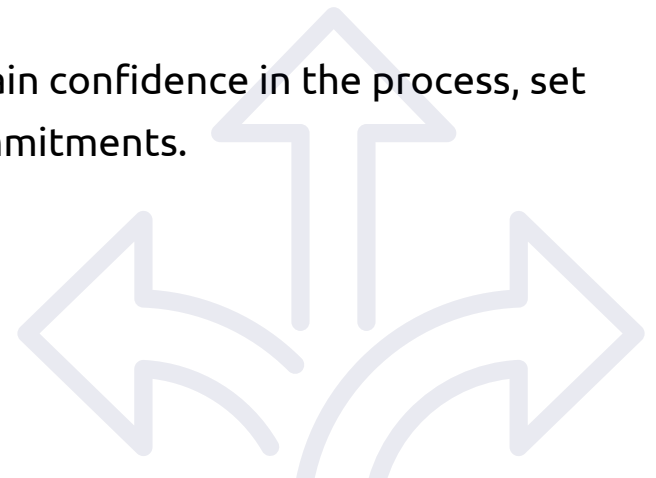 in confidence in the process, set
mitments.